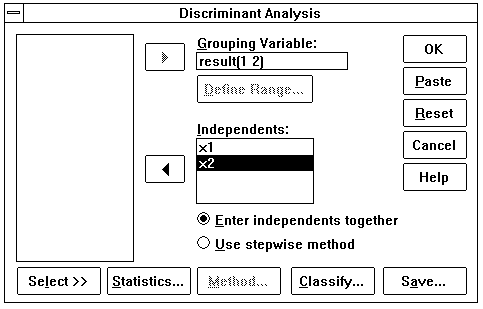 Discriminant Analysis
Grouping Variable:
result(1 2)
Define Range...
Independents:
x1
x2
Enter independents together
Use stepwise method
OK
Paste
Reset
Cancel
Help
Select >>
Statistics...
Method...
Classify...
Save...